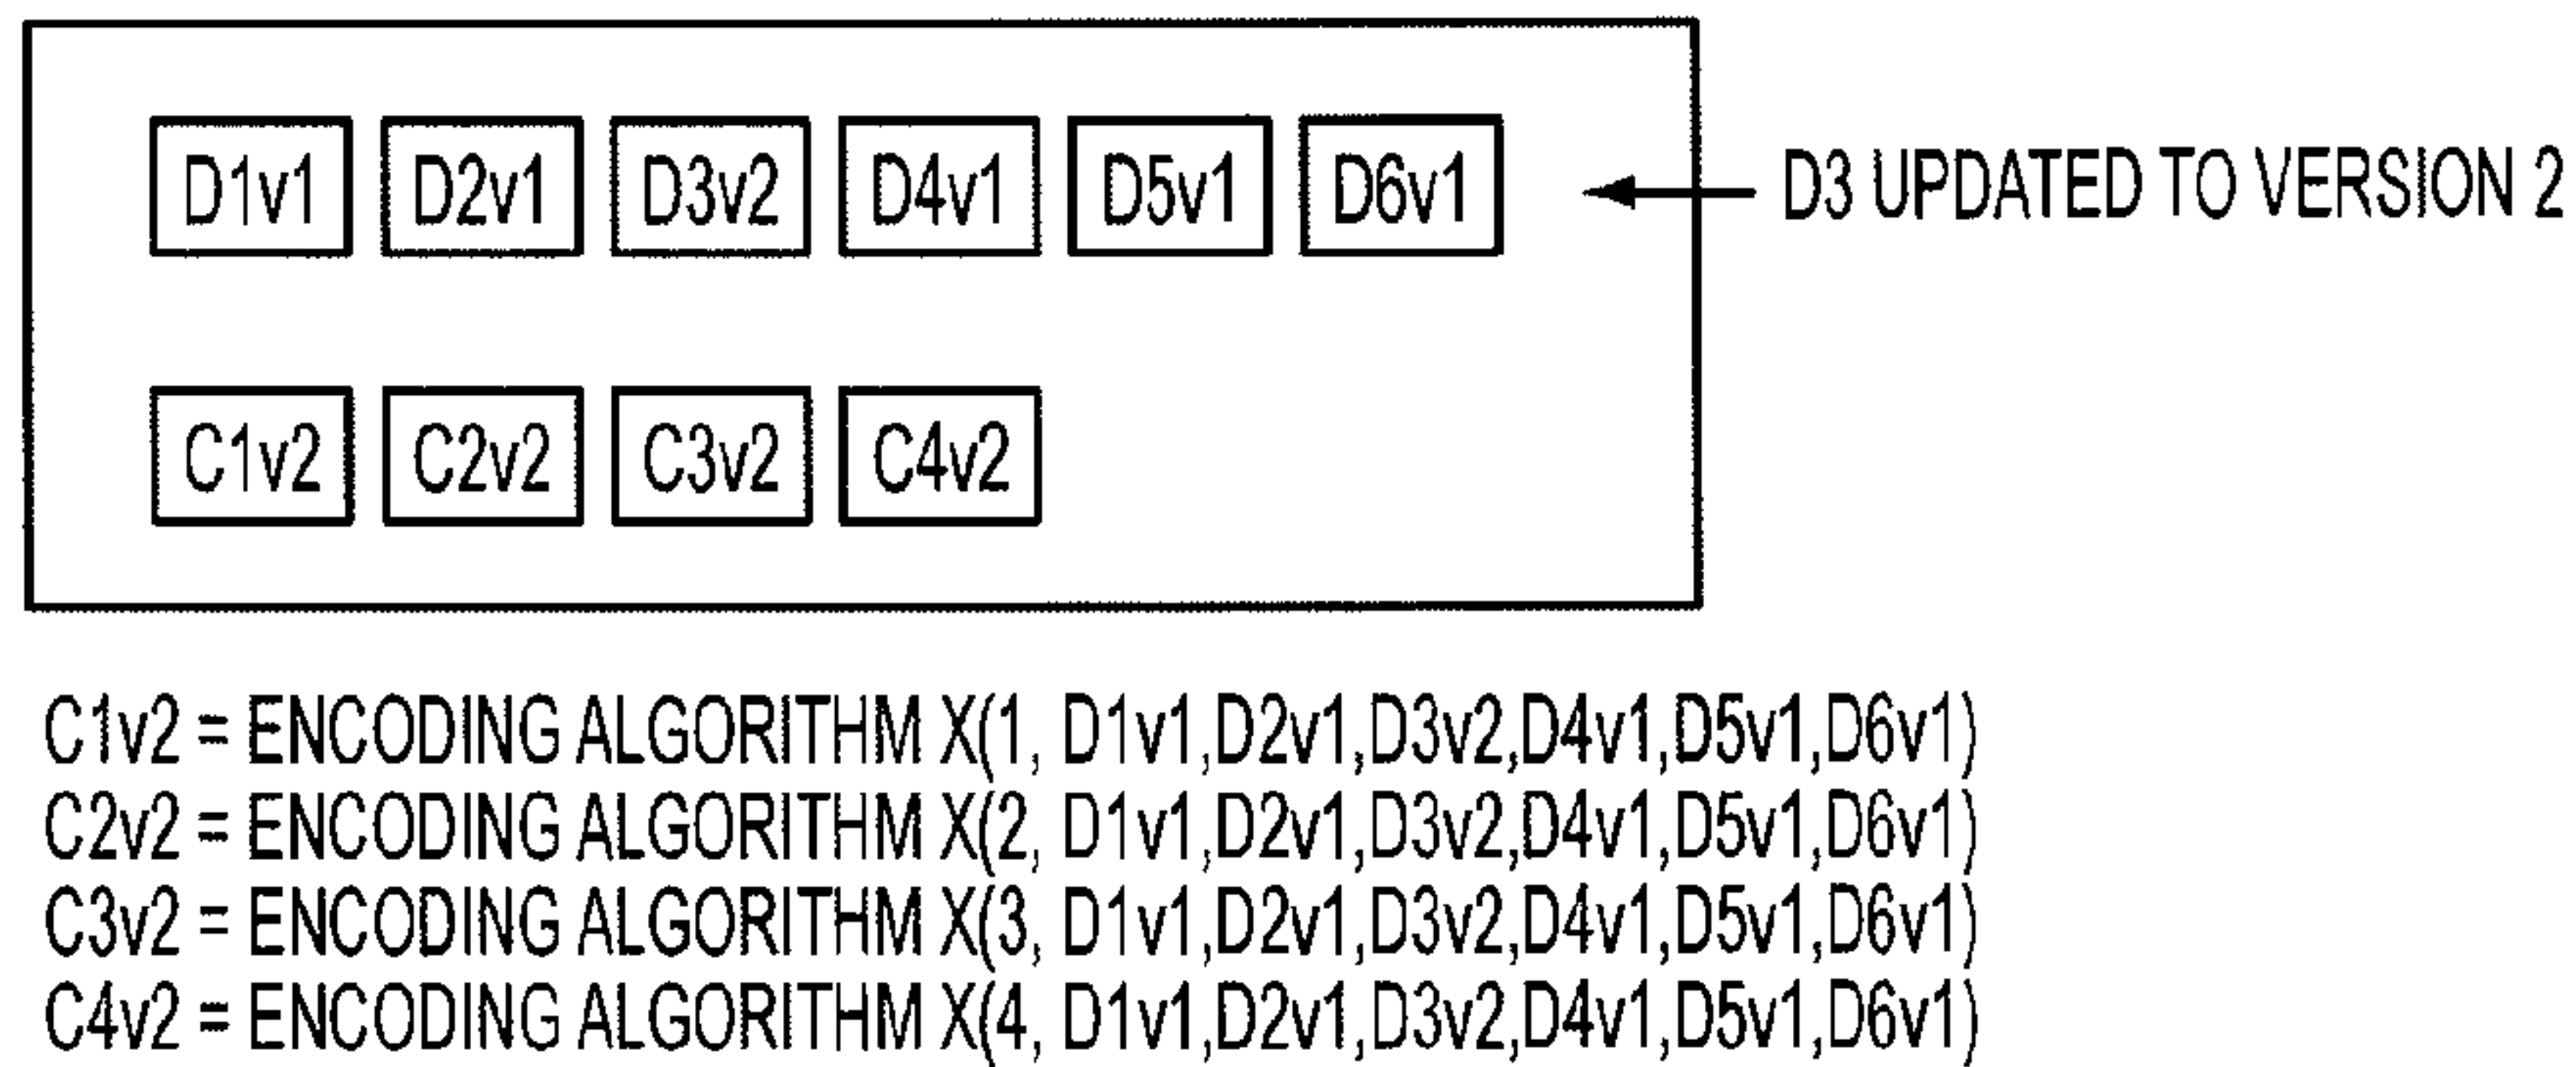 D1v1 D2v1 D3v2 D4v1 D5v1 D6v1 D3 UPDATED TO VERSION 2
C1v2 C2v2 C3v2 C4v2
C1v2 = ENCODING ALGORITHM X(1, D1v1,D2v1,D3v2,D4v1,D5v1,D6v1)
C2v2 = ENCODING ALGORITHM X(2, D1v1,D2v1,D3v2,D4v1,D5v1,D6v1)
C3v2 = ENCODING ALGORITHM X(3, D1v1,D2v1,D3v2,D4v1,D5v1,D6v1)
C4v2 = ENCODING ALGORITHM X(4, D1v1,D2v1,D3v2,D4v1,D5v1,D6v1)